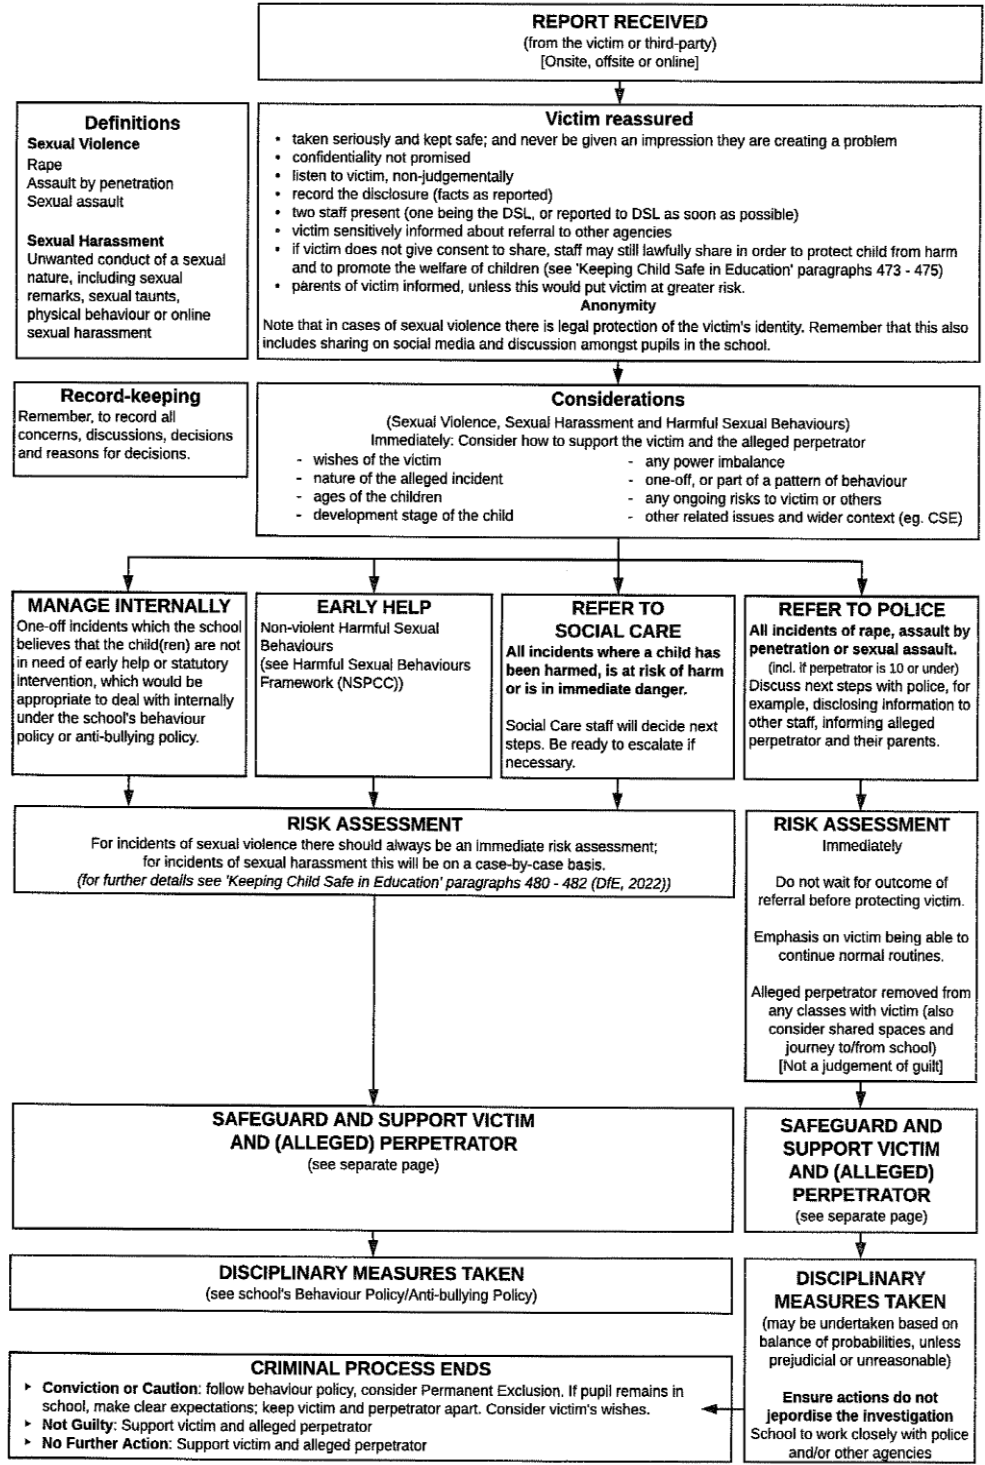 REPORT RECEIVED
(from the victim or third-party)
[Onsite, offsite or online]
Definitions
Sexual Violence
Rape
Assault by penetration
Sexual assault
Sexual Harassment
Unwanted conduct of a sexual
nature, including sexual
remarks, sexual taunts,
physical behaviour or online
sexual harassment
Victim reassured
• taken seriously and kept safe; and never be given an impression they are creating a problem
• confidentiality not promised
• listen to victim, non-judgementally
• record the disclosure (facts as reported)
• two staff present (one being the DSL, or reported to DSL as soon as possible)
• victim sensitively informed about referral to other agencies
• if victim does not give consent to share, staff may still lawfully share in order to protect child from harm
and to promote the welfare of children (see 'Keeping Child Safe in Education' paragraphs 473 - 475)
• parents of victim informed, unless this would put victim at greater risk.
Anonymity
Note that in cases of sexual violence there is legal protection of the victim's identity. Remember that this also
includes sharing on social media and discussion amongst pupils in the school.
Record-keeping
Remember, to record all
concerns, discussions, decisions
and reasons for decisions.
Considerations
(Sexual Violence, Sexual Harassment and Harmful Sexual Behaviours)
Immediately: Consider how to support the victim and the alleged perpetrator
- wishes of the victim
- nature of the alleged incident
- ages of the children
- development stage of the child
- any power imbalance
- one-off, or part of a pattern of behaviour
- any ongoing risks to victim or others
- other related issues and wider context (eg. CSE)
MANAGE INTERNALLY
One-off incidents which the school
believes that the child(ren) are not
in need of early help or statutory
intervention, which would be
appropriate to deal with internally
under the school's behaviour
policy or anti-bullying policy.
EARLY HELP
Non-violent Harmful Sexual
Behaviours
(see Harmful Sexual Behaviours
Framework (NSPCC))
REFER TO
SOCIAL CARE
All incidents where a child has
been harmed, is at risk of harm
or is in immediate danger.
Social Care staff will decide next
steps. Be ready to escalate if
necessary.
REFER TO POLICE
All incidents of rape, assault by
penetration or sexual assault.
(incl. if perpetrator is 10 or under)
Discuss next steps with police, for
example, disclosing information to
other staff, informing alleged
perpetrator and their parents.
RISK ASSESSMENT
For incidents of sexual violence there should always be an immediate risk assessment;
for incidents of sexual harassment this will be on a case-by-case basis.
(for further details see 'Keeping Child Safe in Education' paragraphs 480 - 482 (DfE, 2022))
RISK ASSESSMENT
Immediately
Do not wait for outcome of
referral before protecting victim.
Emphasis on victim being able to
continue normal routines.
Alleged perpetrator removed from
any classes with victim (also
consider shared spaces and
journey to/from school)
[Not a judgement of guilt]
SAFEGUARD AND SUPPORT VICTIM
AND (ALLEGED) PERPETRATOR
(see separate page)
SAFEGUARD AND
SUPPORT VICTIM
AND (ALLEGED)
PERPETRATOR
(see separate page)
DISCIPLINARY MEASURES TAKEN
(see school's Behaviour Policy/Anti-bullying Policy)
DISCIPLINARY
MEASURES TAKEN
(may be undertaken based on
balance of probabilities, unless
prejudicial or unreasonable)
Ensure actions do not
jepordise the investigation
School to work closely with police
and/or other agencies
CRIMINAL PROCESS ENDS
‣ Conviction or Caution: follow behaviour policy, consider Permanent Exclusion. If pupil remains in
school, make clear expectations; keep victim and perpetrator apart. Consider victim's wishes.
‣ Not Guilty: Support victim and alleged perpetrator
‣ No Further Action: Support victim and alleged perpetrator